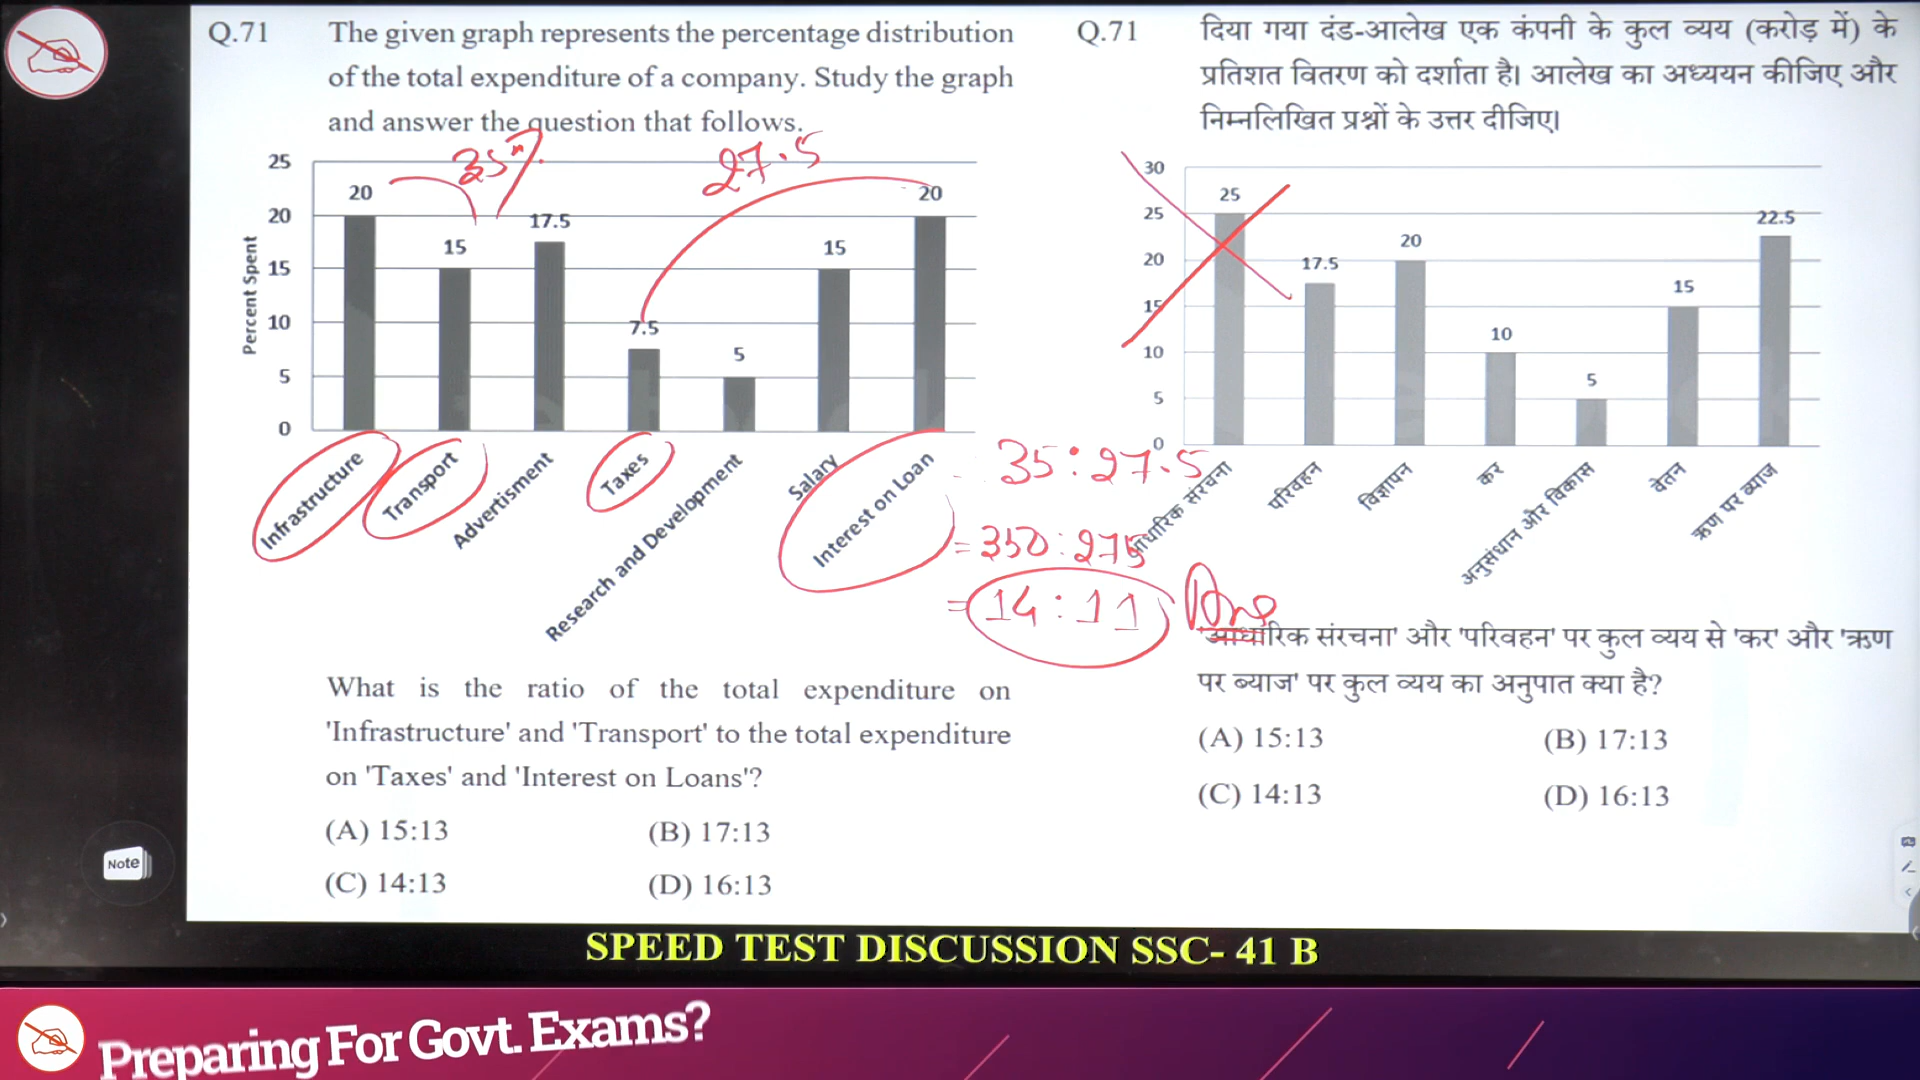 Q.71
The given graph represents the percentage distribution
of the total expenditure of a company. Study the graph
and answer the question that follows.
35%
27.5
Percent Spent
25
20
15
10
5
0
20
15
17.5
7.5
5
15
20
Infrastructure
Transport
Advertisment
Taxes
Research and Development
Salary
Interest on Loan
35:27.5
=350:275
=14:11 Ans
What is the ratio of the total expenditure on
'Infrastructure' and 'Transport' to the total expenditure
on 'Taxes' and 'Interest on Loans'?
(A) 15:13 (B) 17:13
(C) 14:13 (D) 16:13
Q.71
दिया गया दंड-आलेख एक कंपनी के कुल व्यय (करोड़ में) के
प्रतिशत वितरण को दर्शाता है। आलेख का अध्ययन कीजिए और
निम्नलिखित प्रश्नों के उत्तर दीजिए।
30
25
20
15
10
5
0
25
17.5
20
10
5
15
22.5
आधारिक संरचना
परिवहन
विज्ञापन
कर
अनुसंधान और विकास
वेतन
ऋण पर ब्याज
'आधारिक संरचना' और 'परिवहन' पर कुल व्यय से 'कर' और 'ऋण
पर ब्याज' पर कुल व्यय का अनुपात क्या है?
(A) 15:13 (B) 17:13
(C) 14:13 (D) 16:13
Note
SPEED TEST DISCUSSION SSC- 41 B
Preparing For Govt. Exams?